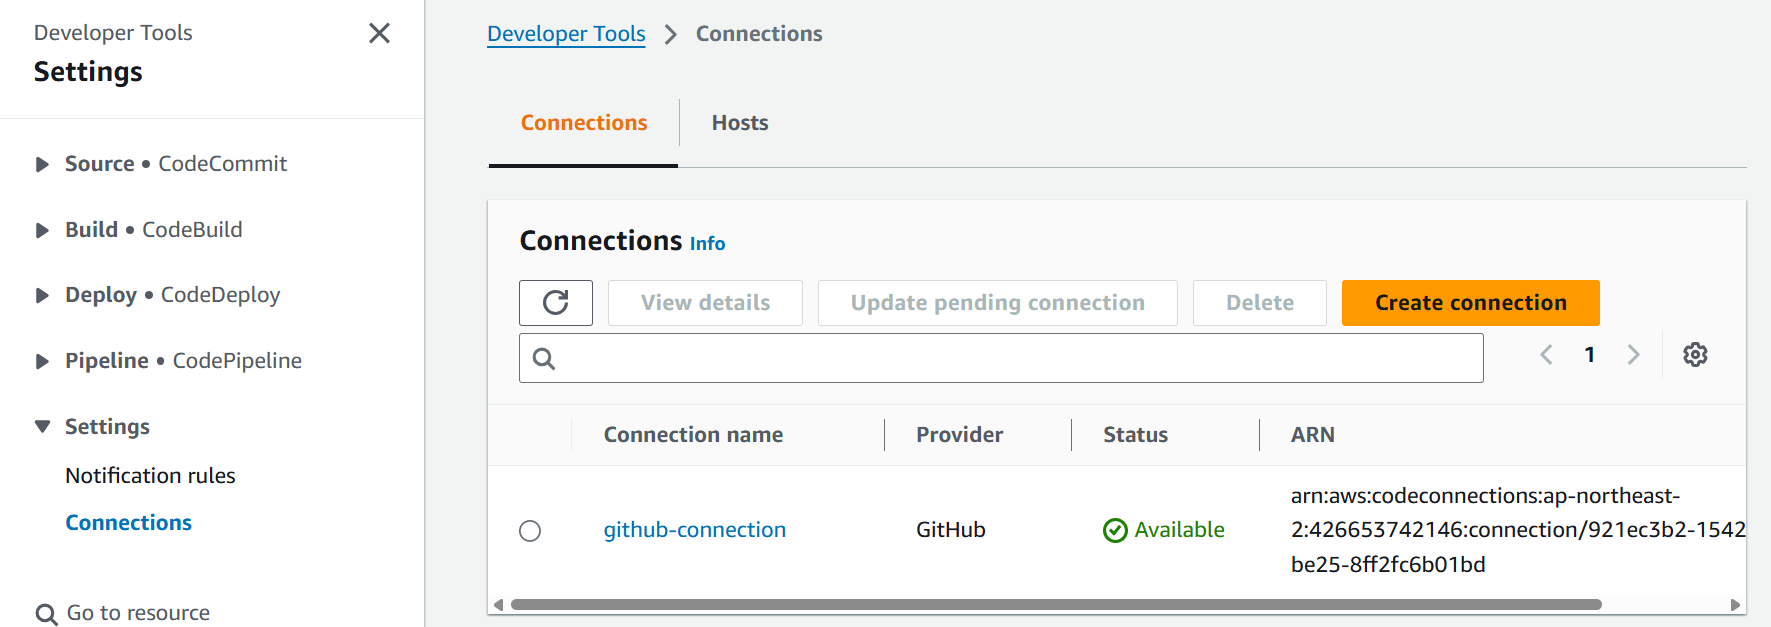 Developer Tools
Settings
Source • CodeCommit
Build • CodeBuild
Deploy • CodeDeploy
Pipeline • CodePipeline
Settings
Notification rules
Connections
Go to resource
Developer Tools > Connections
Connections
Hosts
Connections Info
View details
Update pending connection
Delete
Create connection
1
Connection name
Provider
Status
ARN
github-connection
GitHub
Available
arn:aws:codeconnections:ap-northeast-
2:426653742146:connection/921ec3b2-1542
be25-8ff2fc6b01bd